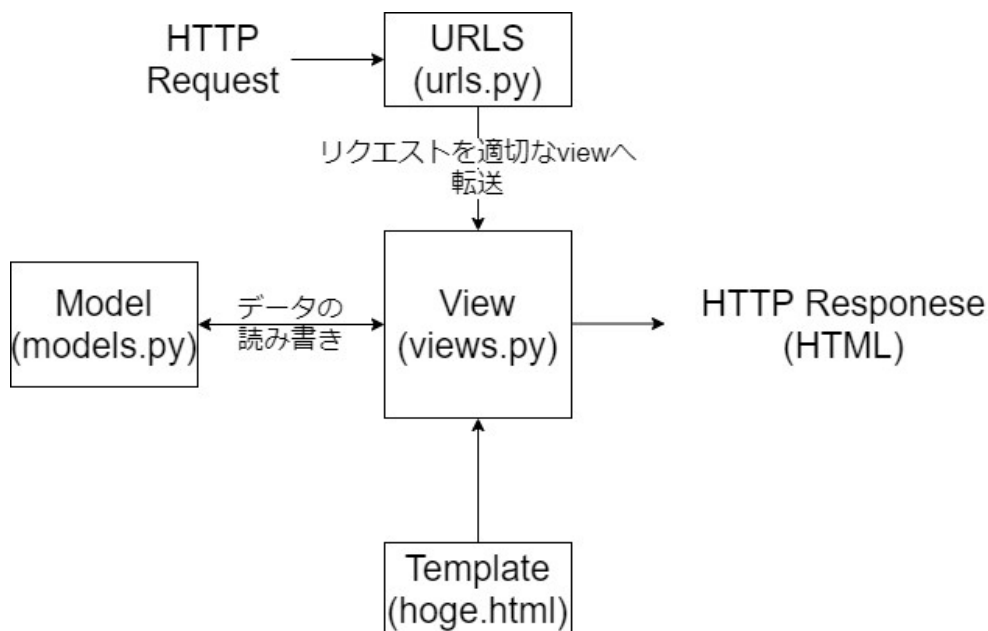 HTTP
Request
URLS
(urls.py)
リクエストを適切なviewへ
転送
Model
(models.py)
データの
読み書き
View
(views.py)
HTTP Responese
(HTML)
Template
(hoge.html)